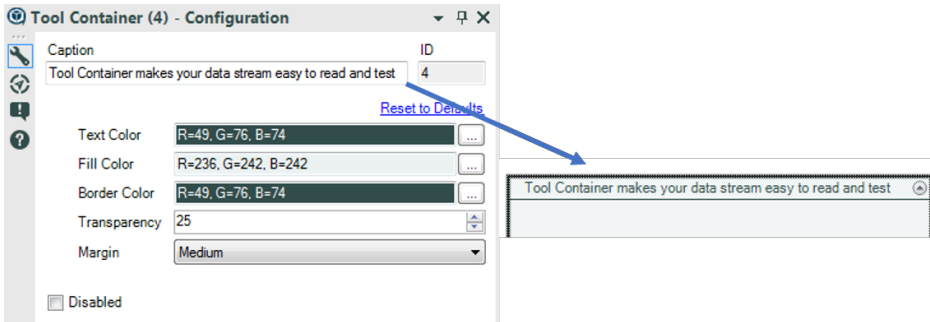 Tool Container (4) - Configuration
Caption
ID
Tool Container makes your data stream easy to read and test
4
Reset to Defaults
Text Color
R=49, G=76, B=74
...
Fill Color
R=236, G=242, B=242
...
Border Color
R=49, G=76, B=74
...
Transparency
25
Margin
Medium
Disabled
Tool Container makes your data stream easy to read and test